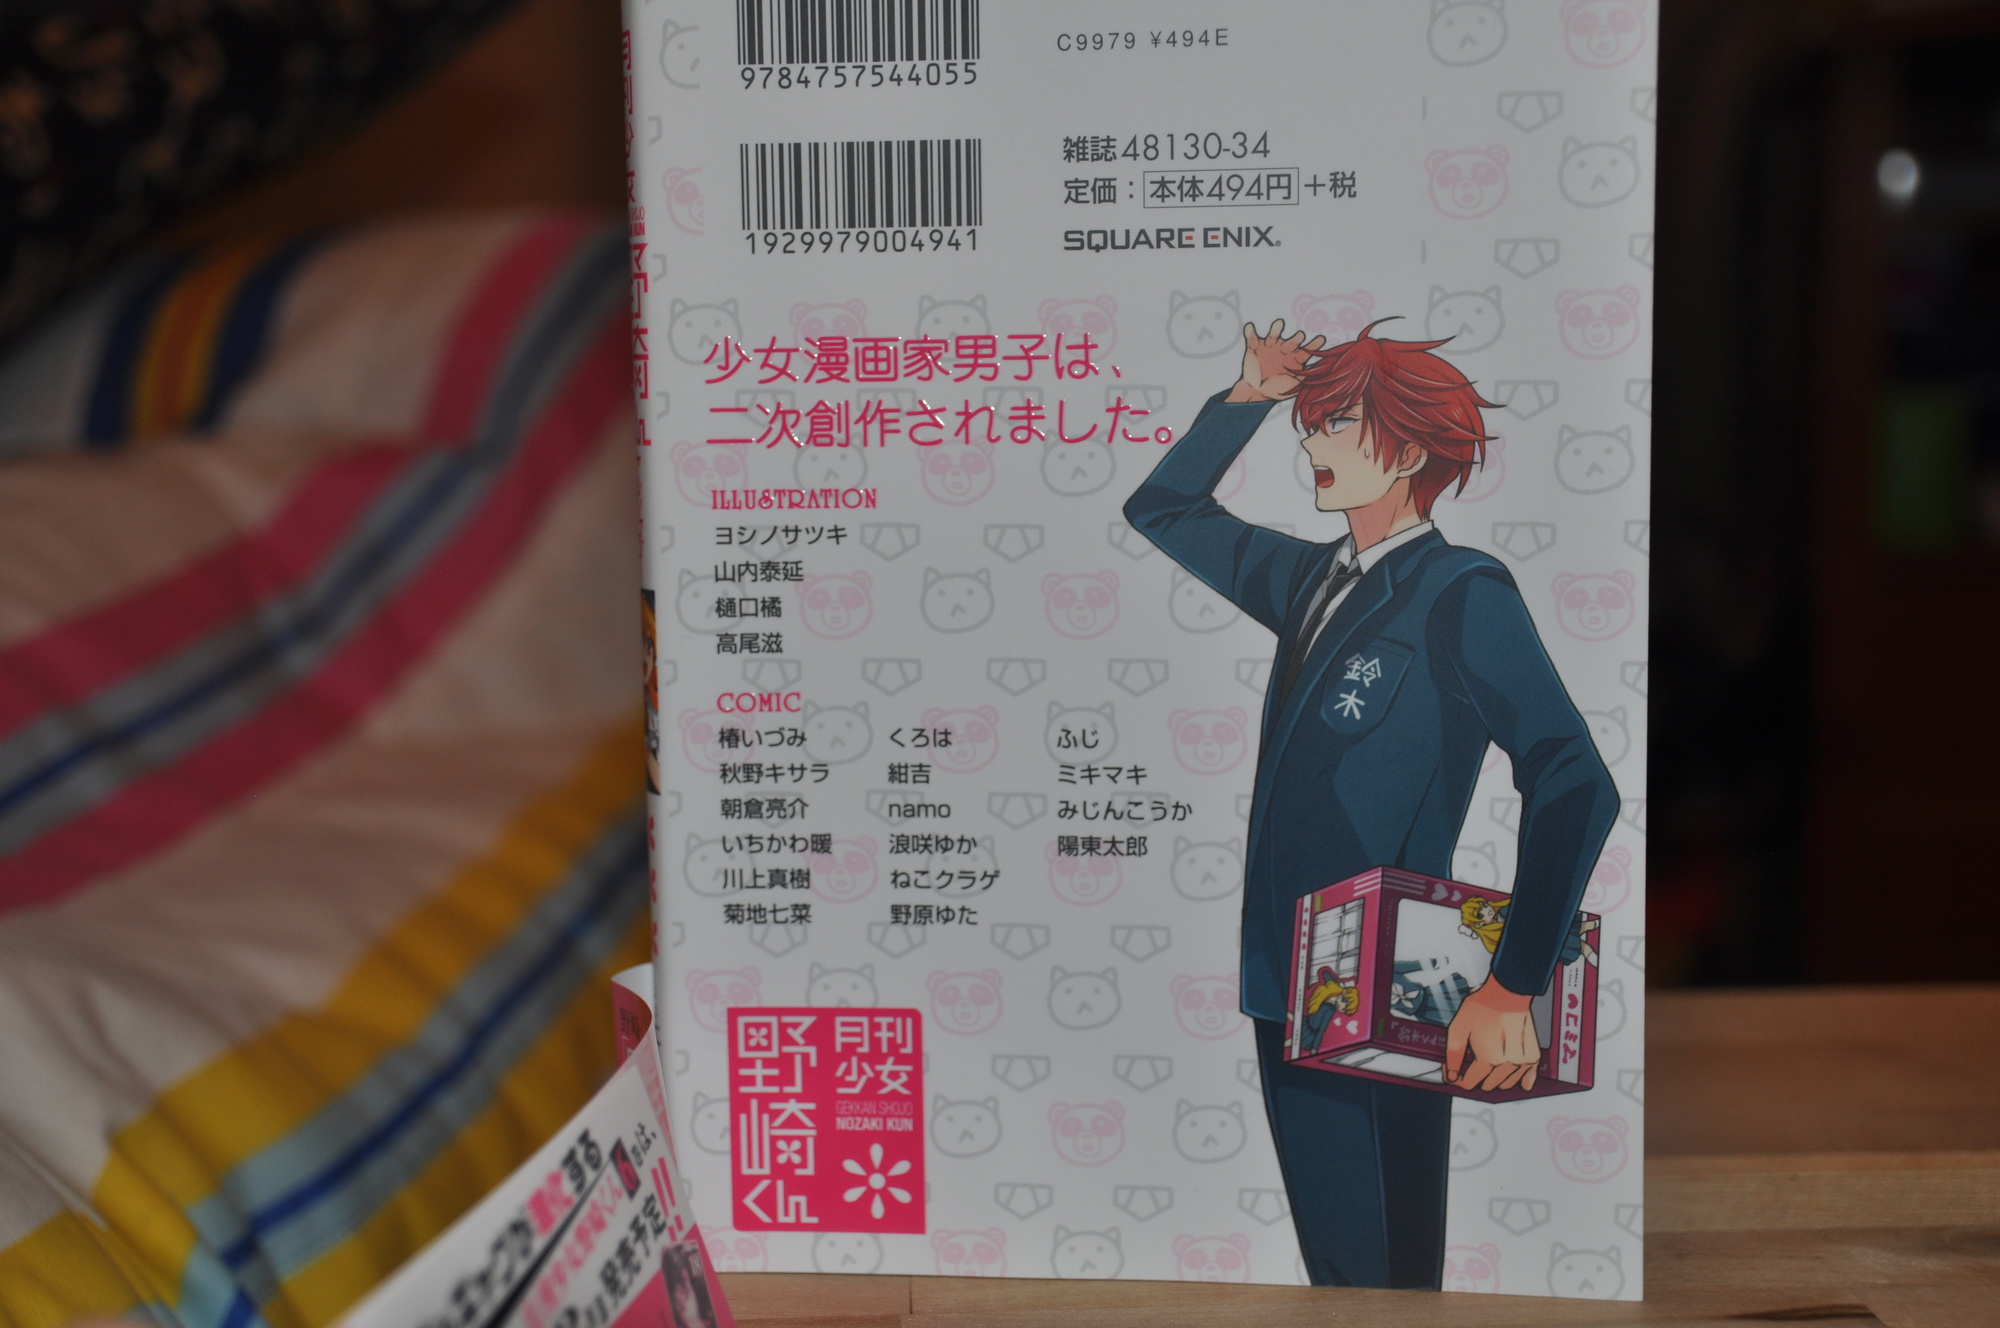 9784757544055
C9979 ¥494E
1929979004941
雑誌48130-34
定価：本体494円+税
SQUARE ENIX®
少女漫画家男子は、
二次創作されました。
ILLUSTRATION
ヨシノサツキ
山内泰延
樋口橘
高尾滋
COMIC
椿いづみ
秋野キサラ
朝倉亮介
いちかわ暖
川上真樹
菊地七菜
くろは
紺吉
namo
浪咲ゆか
ねこクラゲ
野原ゆた
ふじ
ミキマキ
みじんこうか
陽東太郎
鈴木
マミコ
月刊
少女
野崎くん
GEKKAN SHOJO
NOZAKI KUN
発売予定!!